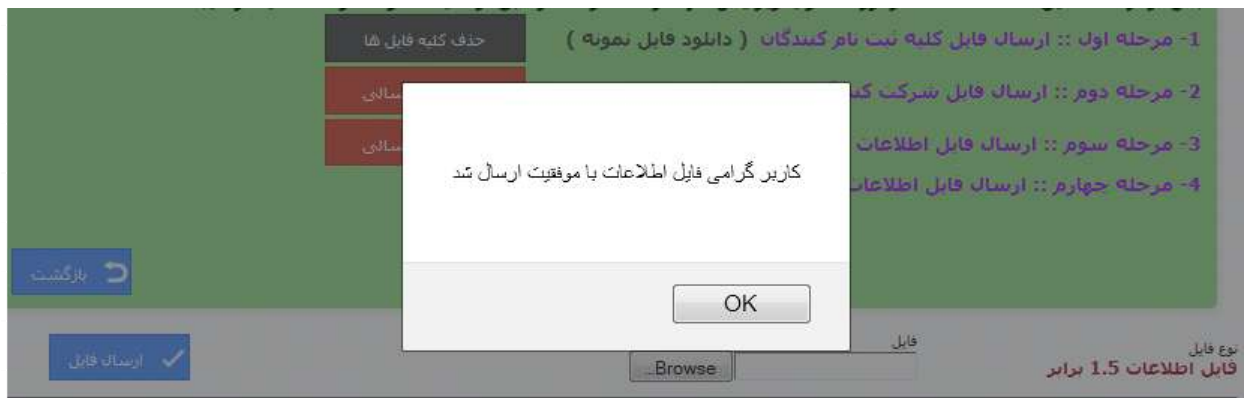 1- مرحله اول :: ارسال فایل کلیه ثبت نام کنندگان ( دانلود فایل نمونه )
حذف کلیه فایل ها
2- مرحله دوم :: ارسال فایل شرکت
3- مرحله سوم :: ارسال فایل اطلاعات
4- مرحله چهارم :: ارسال فایل اطلاعات
کاربر گرامی فایل اطلاعات با موفقیت ارسال شد
OK
بازگشت
نوع فایل
فایل اطلاعات 1.5 برابر
فایل
Browse...
ارسال فایل